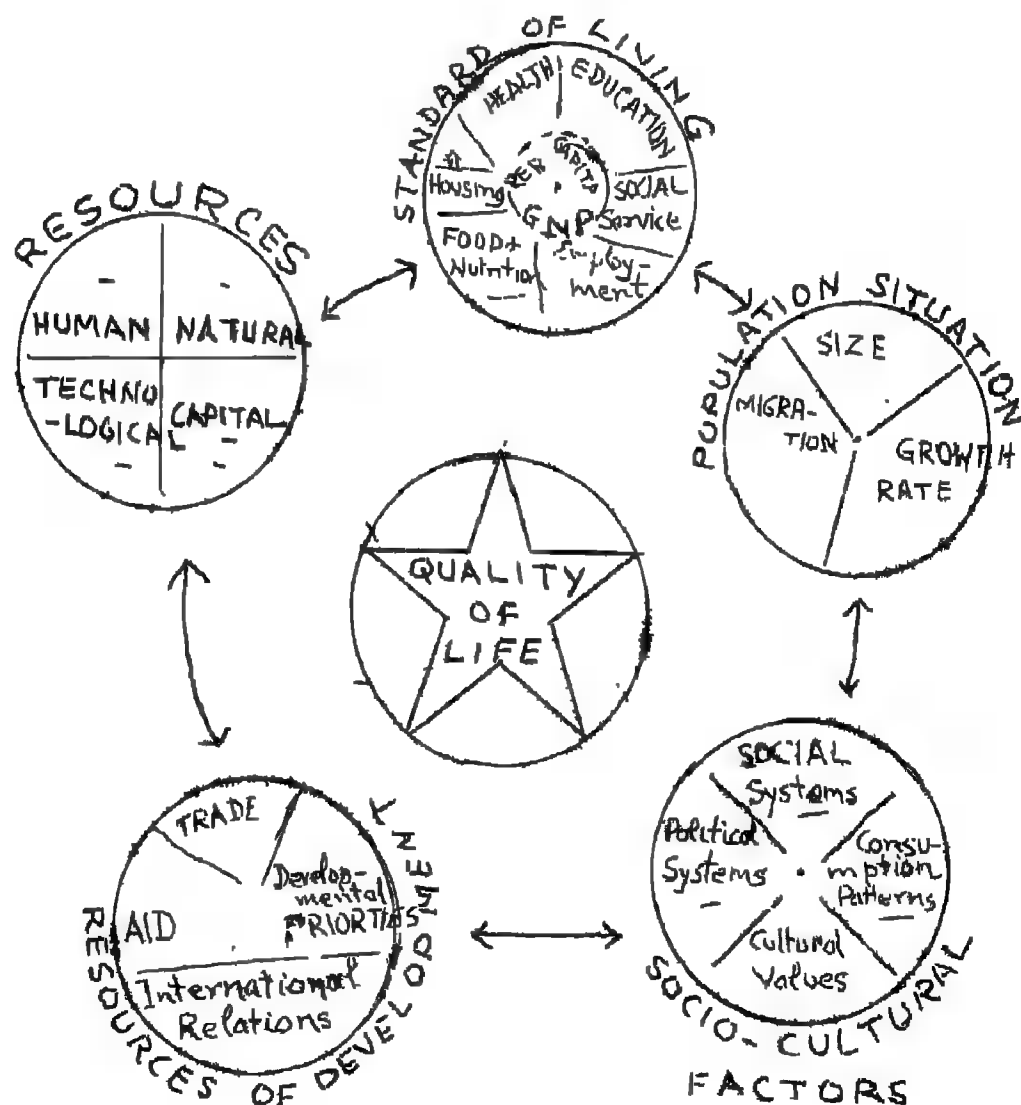 STANDARD OF LIVING
HEALTH
EDUCATION
Housing
PER CAPITA
GNP
SOCIAL
Service
FOOD+
Nutrition
Employ-
ment
RESOURCES
HUMAN
NATURAL
TECHNO
-LOGICAL
CAPITAL
POPULATION SITUATION
SIZE
MIGRA-
TION
GROWTH
RATE
QUALITY
OF
LIFE
TRADE
AID
Develop-
mental
PRIORTIES
International
Relations
RESOURCES OF DEVELOPMENT
SOCIAL
Systems
Political
Systems
Consu-
mption
Patterns
Cultural
Values
SOCIO-CULTURAL
FACTORS